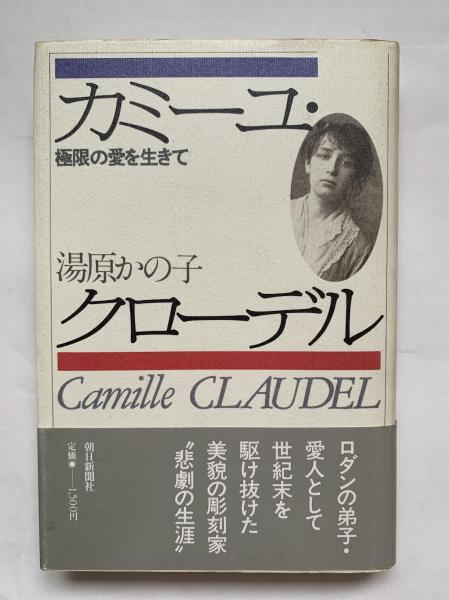 カミーユ・
極限の愛を生きて
湯原かの子
クローデル
Camille CLAUDEL
ロダンの弟子・
愛人として
世紀末を
駆け抜けた
美貌の彫刻家
“悲劇の生涯”
朝日新聞社
定価●——1,500円